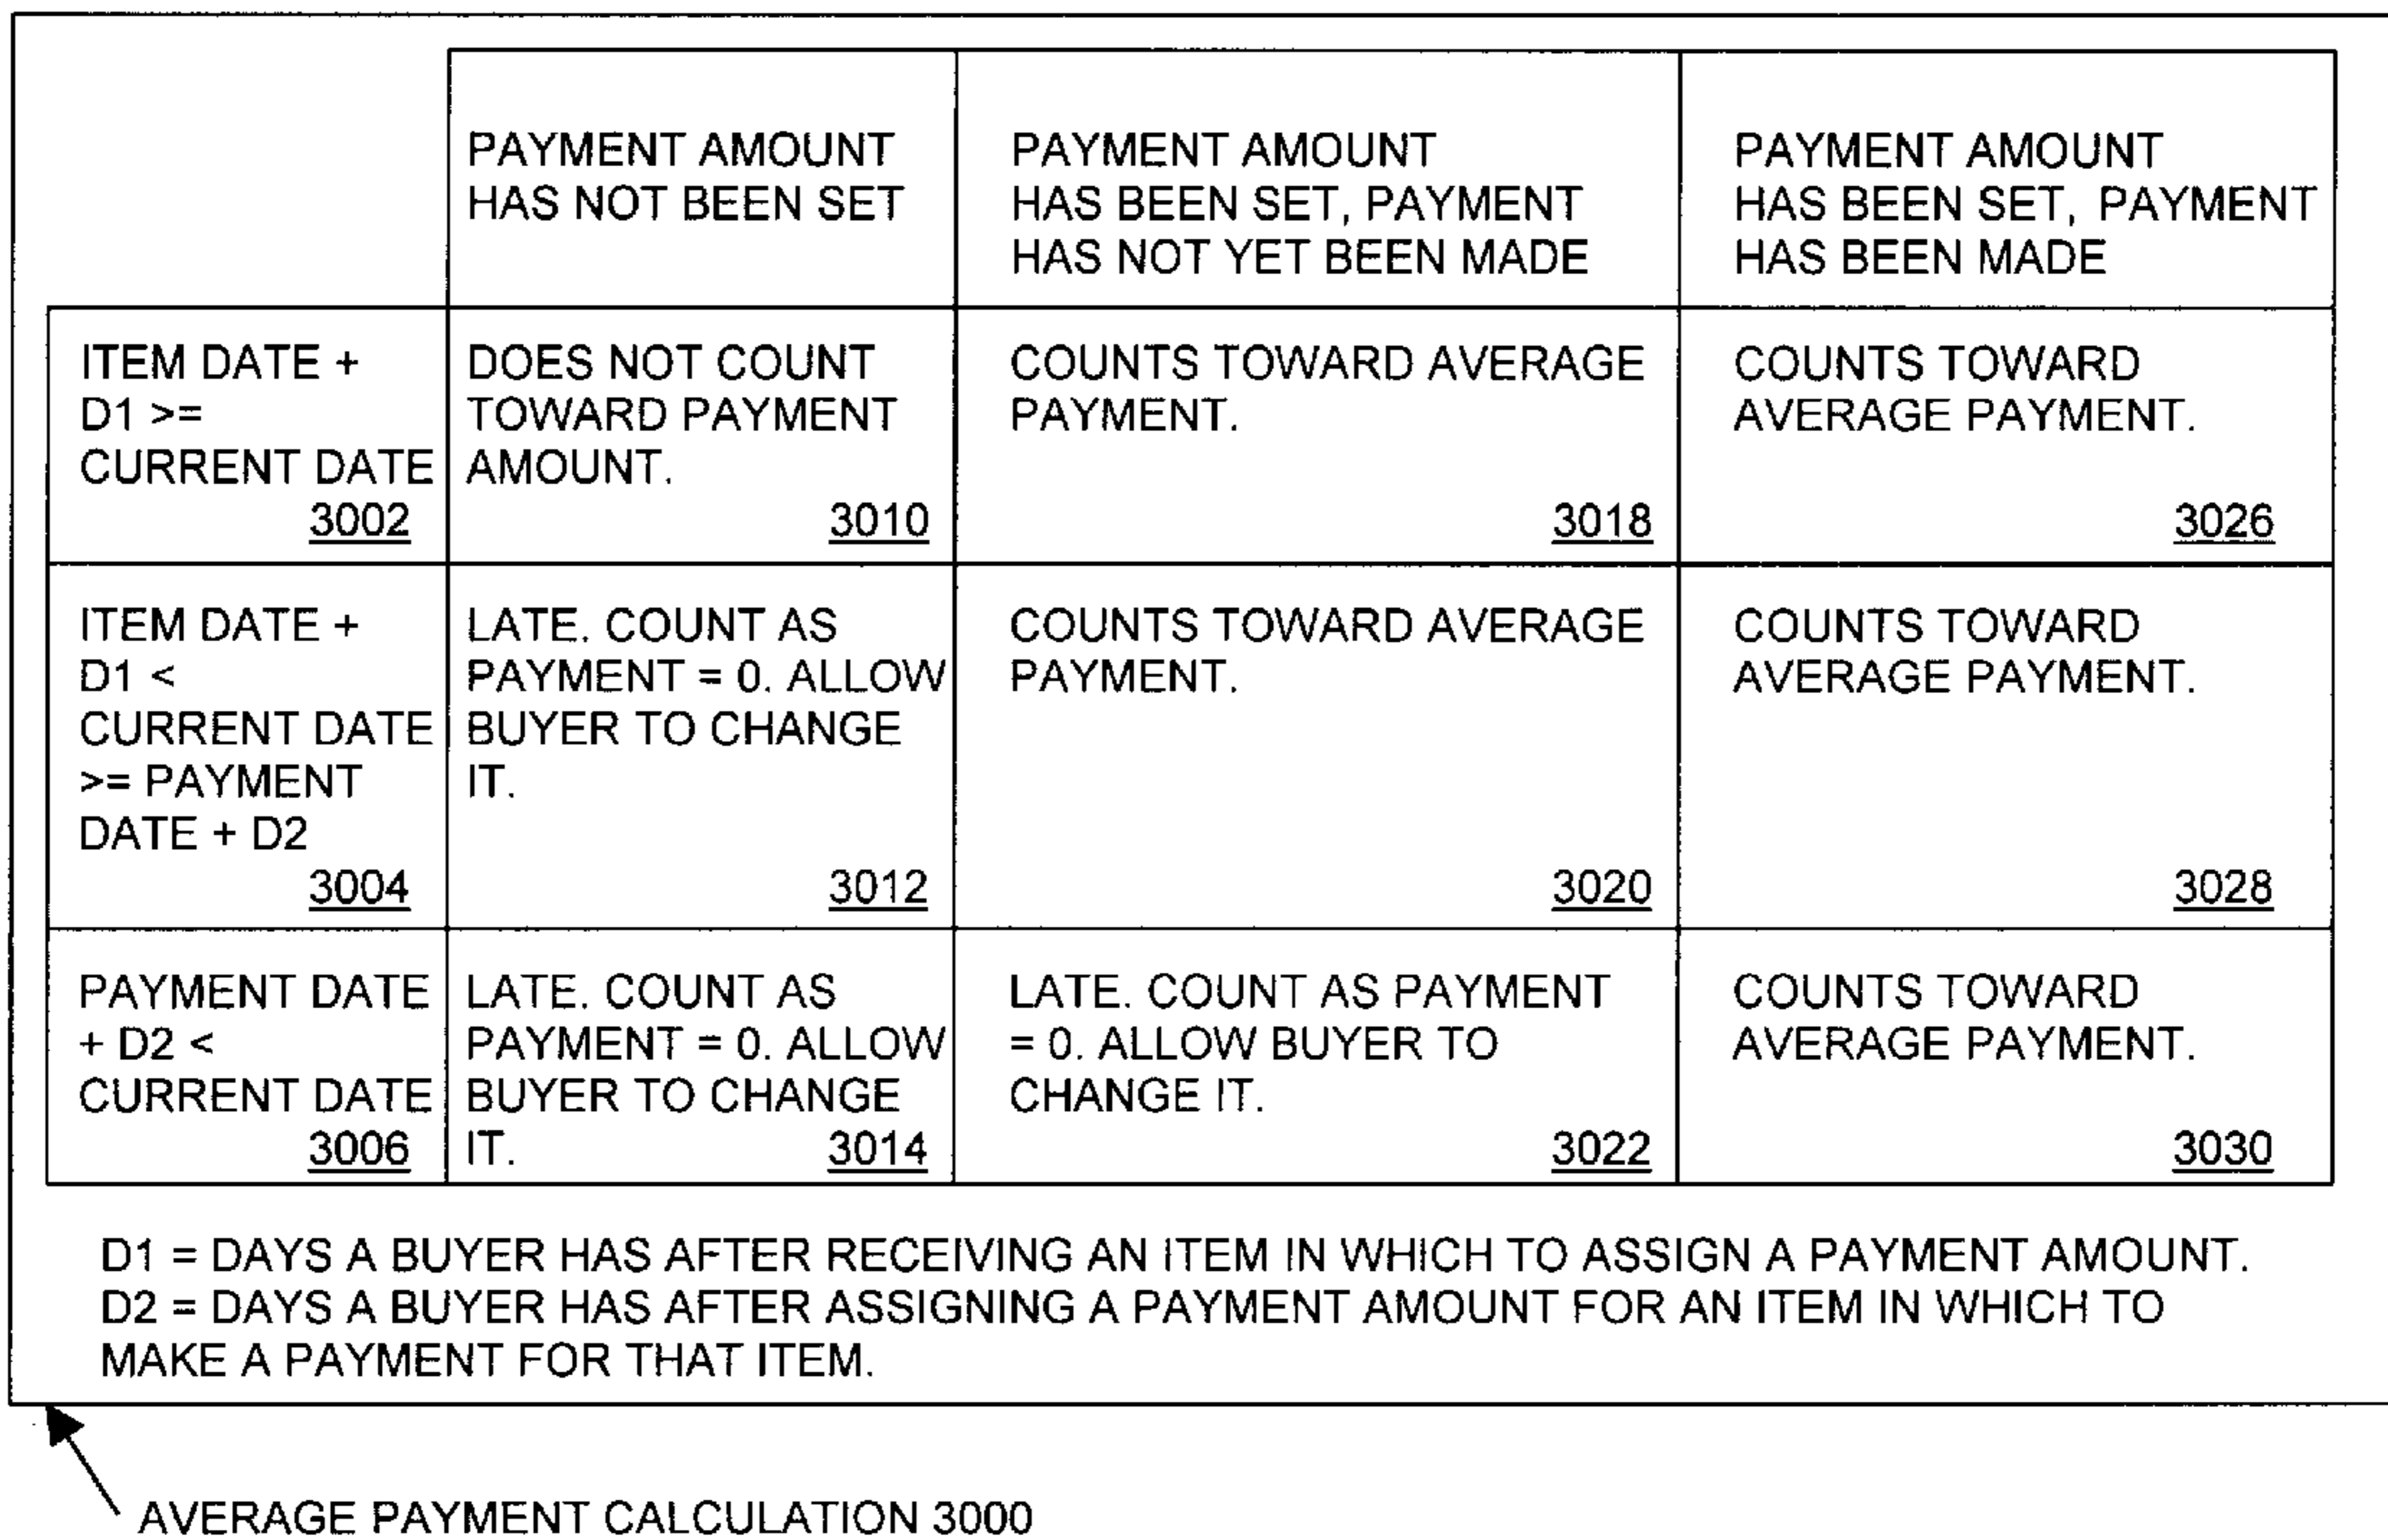 PAYMENT AMOUNT
HAS NOT BEEN SET
PAYMENT AMOUNT
HAS BEEN SET, PAYMENT
HAS NOT YET BEEN MADE
PAYMENT AMOUNT
HAS BEEN SET, PAYMENT
HAS BEEN MADE
ITEM DATE +
D1 >=
CURRENT DATE
3002
DOES NOT COUNT
TOWARD PAYMENT
AMOUNT.
3010
COUNTS TOWARD AVERAGE
PAYMENT.
3018
COUNTS TOWARD
AVERAGE PAYMENT.
3026
ITEM DATE +
D1 <
CURRENT DATE
>= PAYMENT
DATE + D2
3004
LATE. COUNT AS
PAYMENT = 0. ALLOW
BUYER TO CHANGE
IT.
3012
COUNTS TOWARD AVERAGE
PAYMENT.
3020
COUNTS TOWARD
AVERAGE PAYMENT.
3028
PAYMENT DATE
+ D2 <
CURRENT DATE
3006
LATE. COUNT AS
PAYMENT = 0. ALLOW
BUYER TO CHANGE
IT. 3014
LATE. COUNT AS PAYMENT
= 0. ALLOW BUYER TO
CHANGE IT.
3022
COUNTS TOWARD
AVERAGE PAYMENT.
3030
D1 = DAYS A BUYER HAS AFTER RECEIVING AN ITEM IN WHICH TO ASSIGN A PAYMENT AMOUNT.
D2 = DAYS A BUYER HAS AFTER ASSIGNING A PAYMENT AMOUNT FOR AN ITEM IN WHICH TO
MAKE A PAYMENT FOR THAT ITEM.
AVERAGE PAYMENT CALCULATION 3000